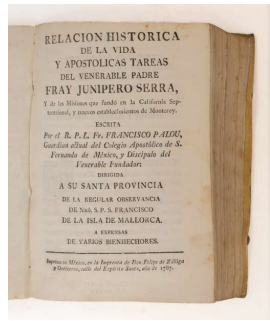 RELACION HISTORICA
DE LA VIDA
Y APOSTOLICAS TAREAS
DEL VENERABLE PADRE
FRAY JUNIPERO SERRA,
Y de las Misiones que fundó en la California Sep-
tentrional, y nuevos establecimientos de Monterey.
ESCRITA
Por el R. P. L. Fr. FRANCISCO PALOU,
Guardian actual del Colegio Apostólico de S.
Fernando de México, y Discípulo del
Venerable Fundador:
DIRIGIDA
A SU SANTA PROVINCIA
DE LA REGULAR OBSERVANCIA
DE Nrô. S. P. S. FRANCISCO
DE LA ISLA DE MALLORCA.
A EXPENSAS
DE VARIOS BIENHECHORES.
Impresa en México, en la Imprenta de Don Felipe de Zúñiga
y Ontiveros, calle del Espíritu Santo, año de 1787.